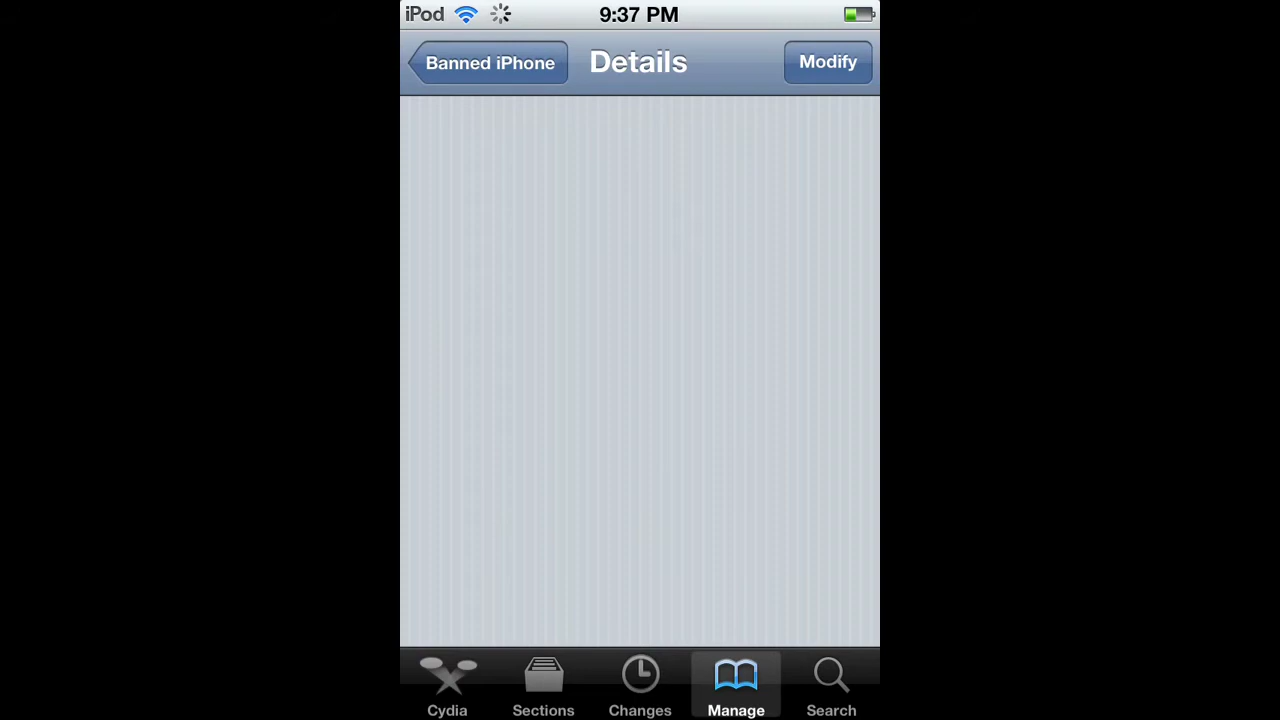 iPod 9:37 PM
Banned iPhone Details Modify
Cydia Sections Changes Manage Search